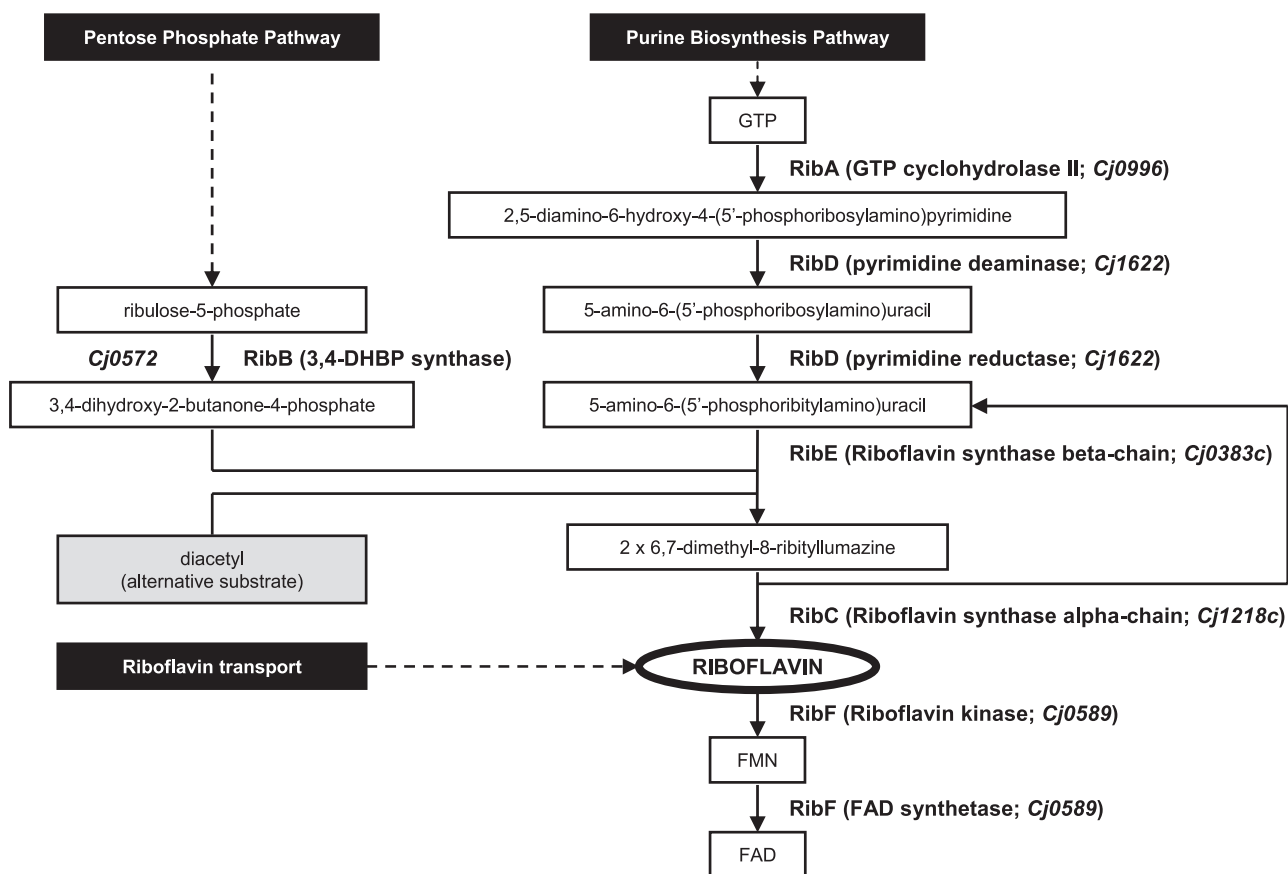 Pentose Phosphate Pathway
Purine Biosynthesis Pathway
GTP
RibA (GTP cyclohydrolase II; Cj0996)
2,5-diamino-6-hydroxy-4-(5’-phosphoribosylamino)pyrimidine
RibD (pyrimidine deaminase; Cj1622)
ribulose-5-phosphate
5-amino-6-(5’-phosphoribosylamino)uracil
Cj0572
RibB (3,4-DHBP synthase)
RibD (pyrimidine reductase; Cj1622)
3,4-dihydroxy-2-butanone-4-phosphate
5-amino-6-(5’-phosphoribitylamino)uracil
RibE (Riboflavin synthase beta-chain; Cj0383c)
diacetyl
(alternative substrate)
2 x 6,7-dimethyl-8-ribityllumazine
RibC (Riboflavin synthase alpha-chain; Cj1218c)
Riboflavin transport
RIBOFLAVIN
RibF (Riboflavin kinase; Cj0589)
FMN
RibF (FAD synthetase; Cj0589)
FAD